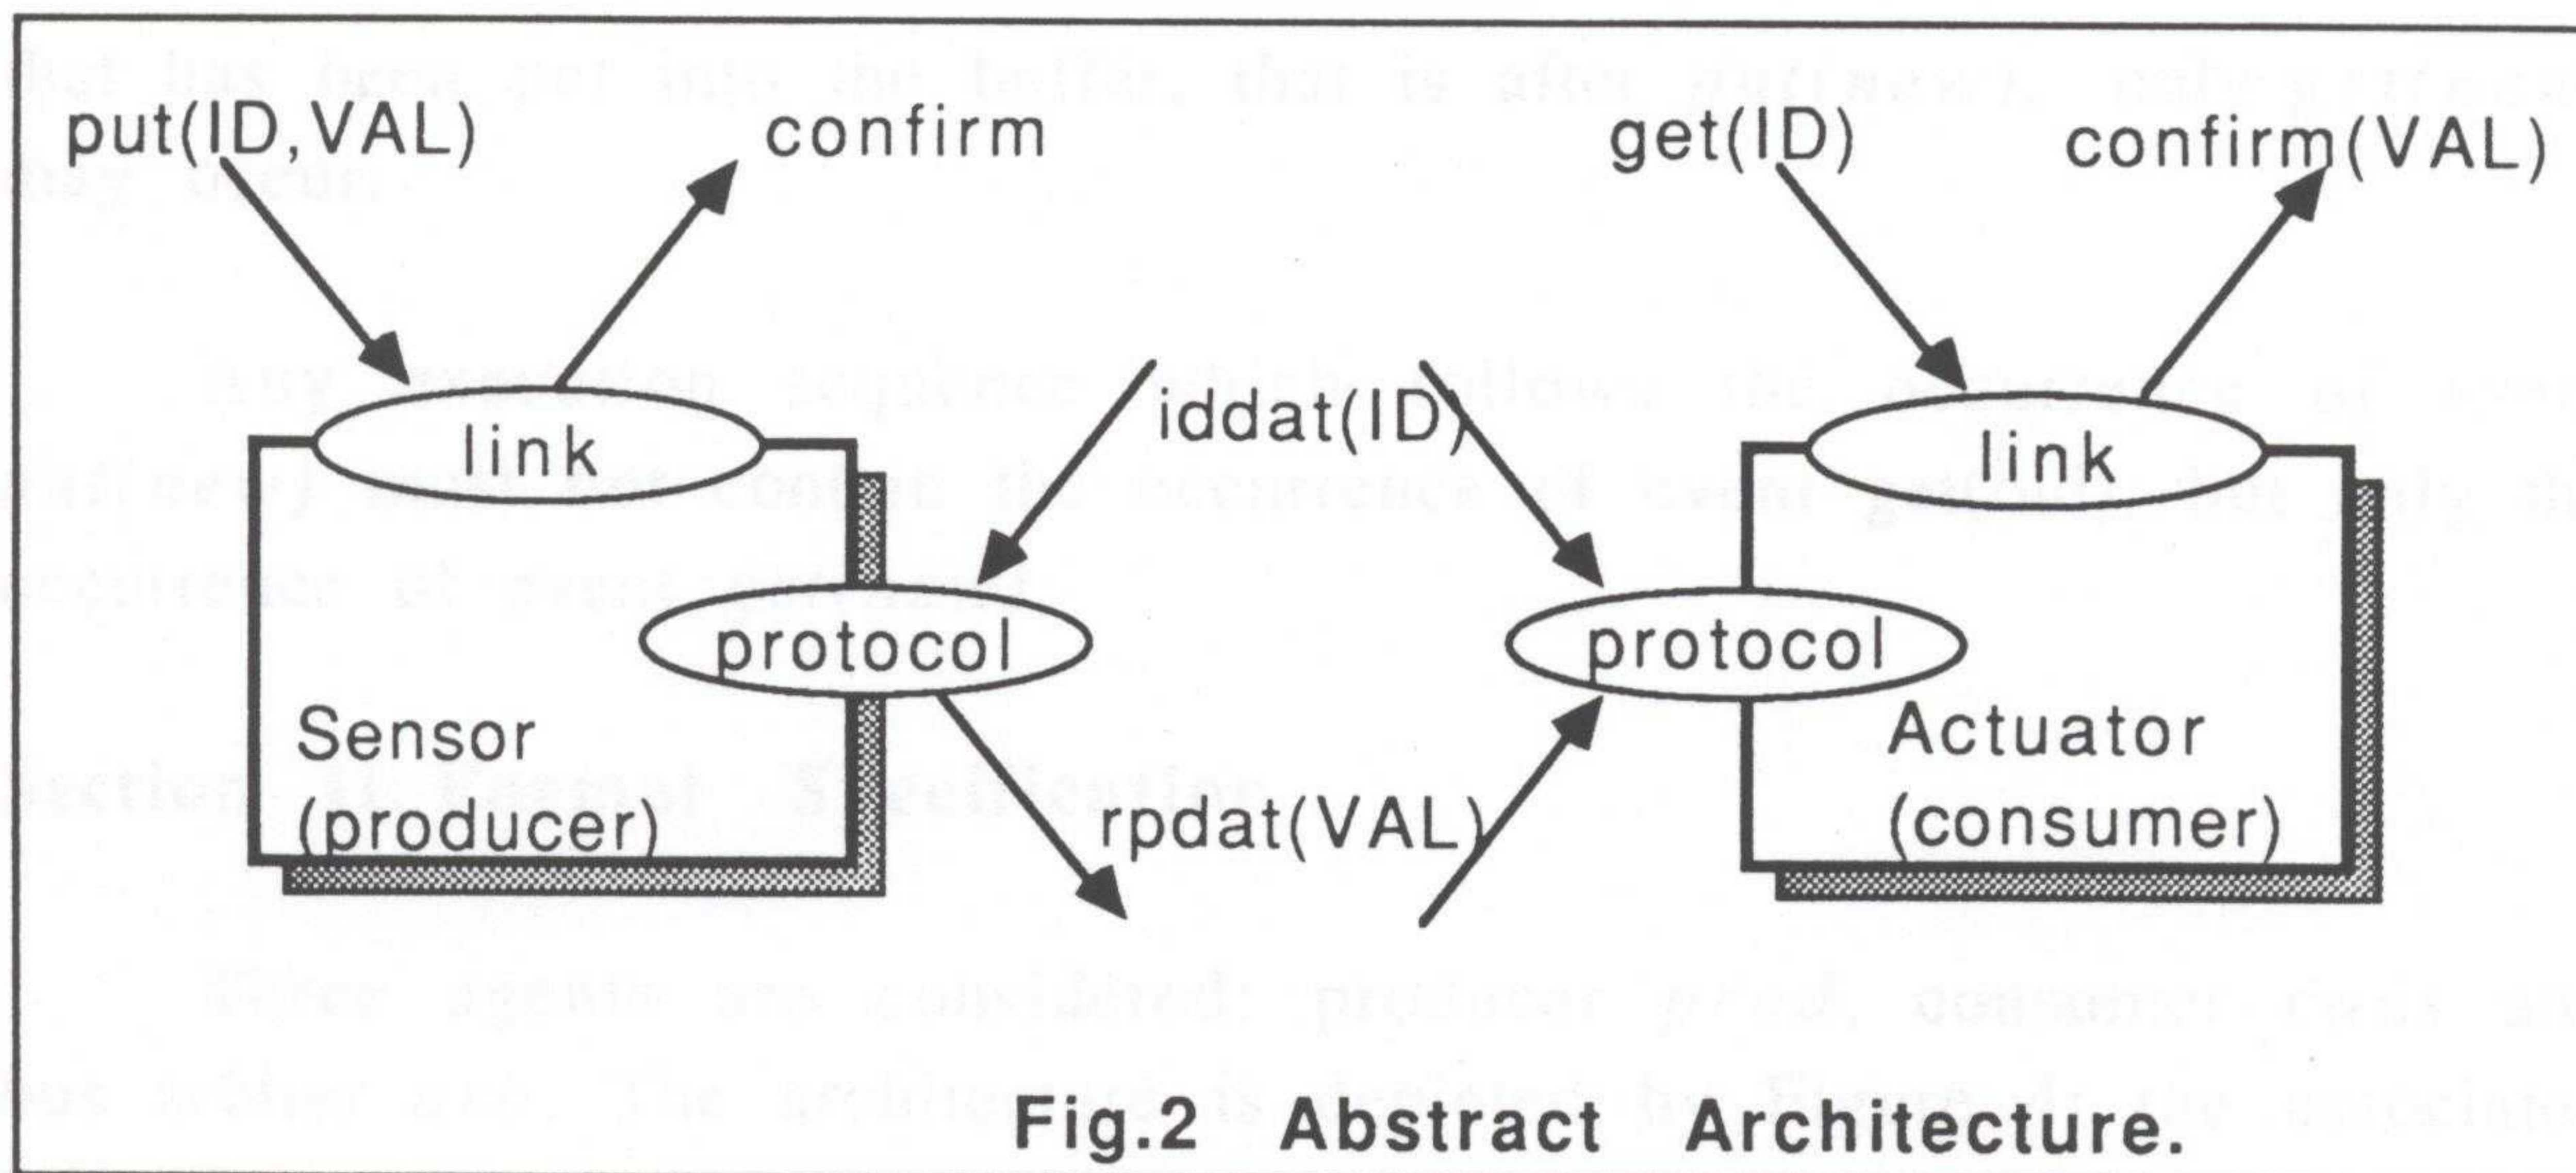 put(ID,VAL)
confirm
get(ID)
confirm(VAL)
link
iddat(ID)
link
protocol
protocol
Sensor
(producer)
rpdat(VAL)
Actuator
(consumer)
Fig.2 Abstract Architecture.